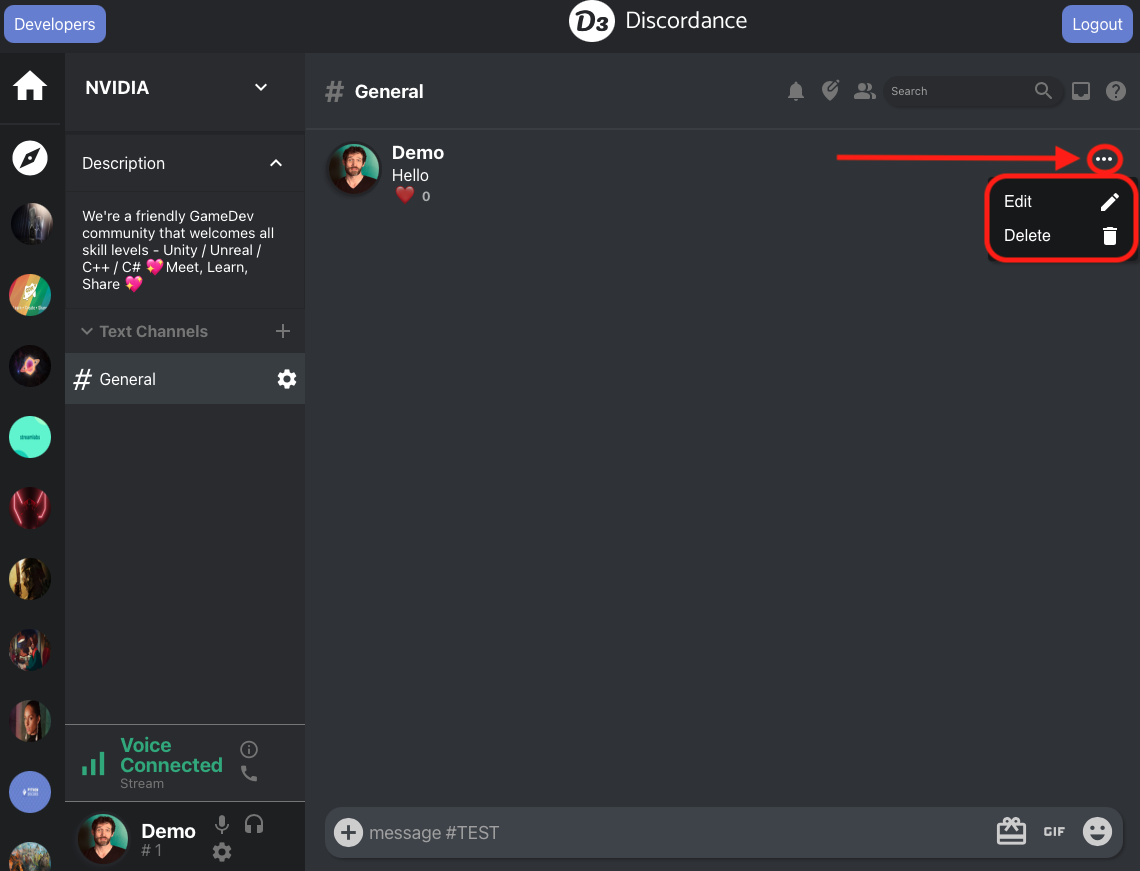 Developers
D3 Discordance
Logout
NVIDIA
# General
Search
Description
We're a friendly GameDev
community that welcomes all
skill levels - Unity / Unreal /
C++ / C# 💖 Meet, Learn,
Share 💖
Text Channels
# General
Demo
Hello
❤️ 0
Edit
Delete
Voice
Connected
Stream
Demo
# 1
message #TEST
GIF